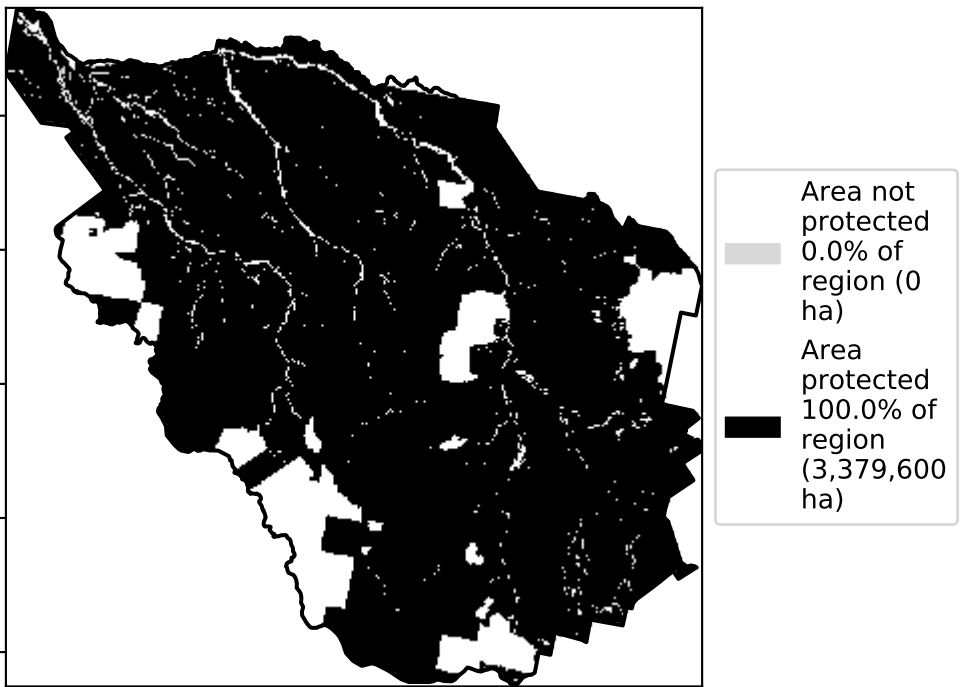 Area not
protected
0.0% of
region (0
ha)
Area
protected
100.0% of
region
(3,379,600
ha)